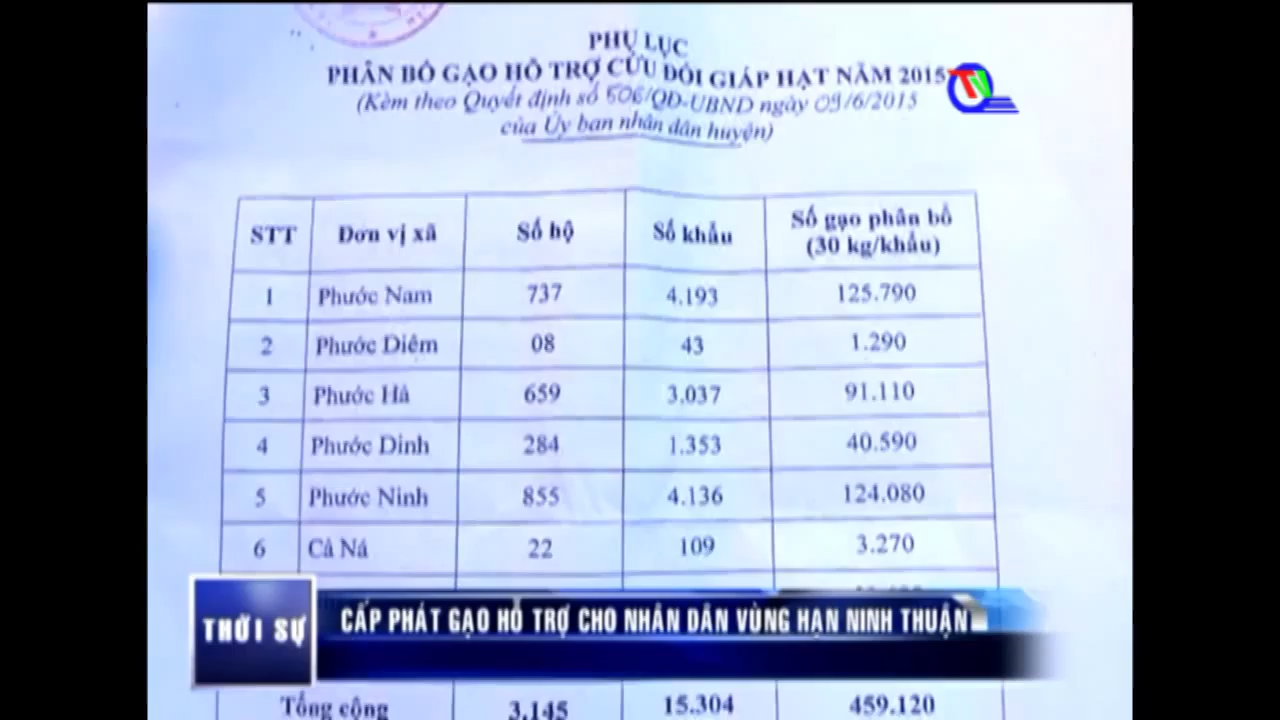 PHỤ LỤC
PHÂN BỔ GẠO HỖ TRỢ CỨU ĐÓI GIÁP HẠT NĂM 2015
(Kèm theo Quyết định số 606/QĐ-UBND ngày 09/6/2015
của Ủy ban nhân dân huyện)
STT Đơn vị xã Số hộ Số khẩu Số gạo phân bổ (30 kg/khẩu)
1 Phước Nam 737 4.193 125.790
2 Phước Diêm 08 43 1.290
3 Phước Hà 659 3.037 91.110
4 Phước Dinh 284 1.353 40.590
5 Phước Ninh 855 4.136 124.080
6 Cà Ná 22 109 3.270
THỜI SỰ
CẤP PHÁT GẠO HỖ TRỢ CHO NHÂN DÂN VÙNG HẠN NINH THUẬN
Tổng cộng 3.145 15.304 459.120